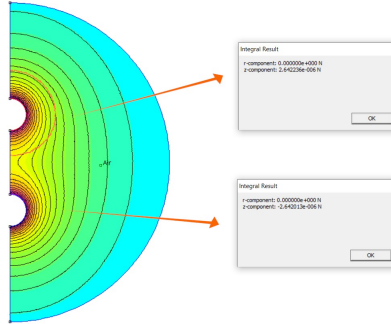 Air
Integral Result
r-component: 0.000000e+000 N
z-component: 2.642236e-006 N
OK
Integral Result
r-component: 0.000000e+000 N
z-component: -2.642013e-006 N
OK